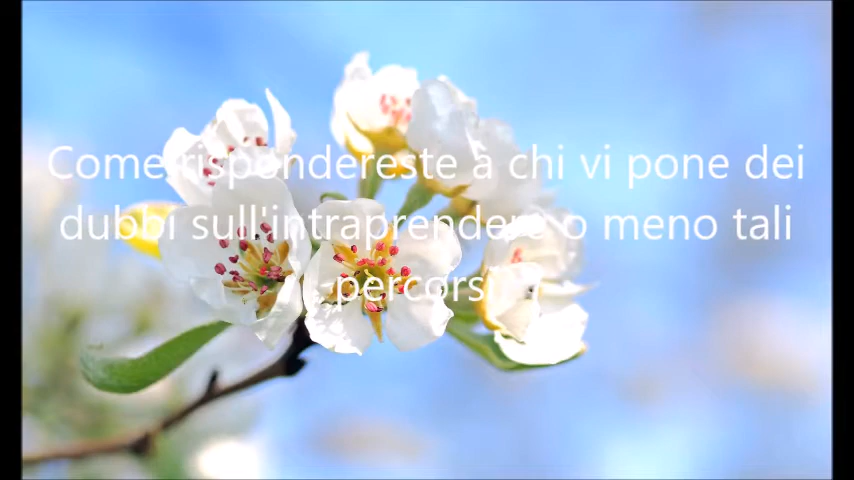 Come rispondereste a chi vi pone dei
dubbi sull'intraprendere o meno tali
percorsi?